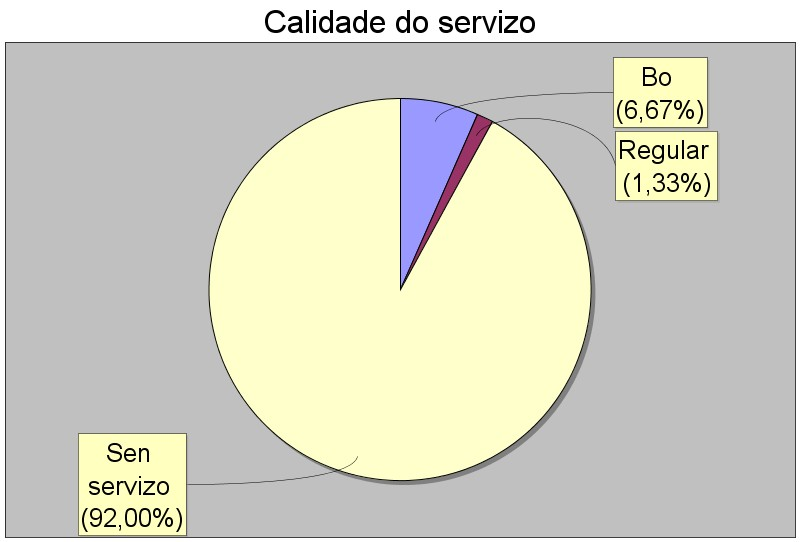 Calidade do servizo
Bo
(6,67%)
Regular
(1,33%)
Sen
servizo
(92,00%)